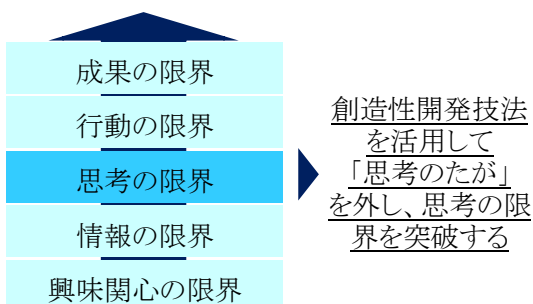 成果の限界
行動の限界
思考の限界
情報の限界
興味関心の限界
創造性開発技法
を活用して
「思考のたが」
を外し、思考の限
界を突破する